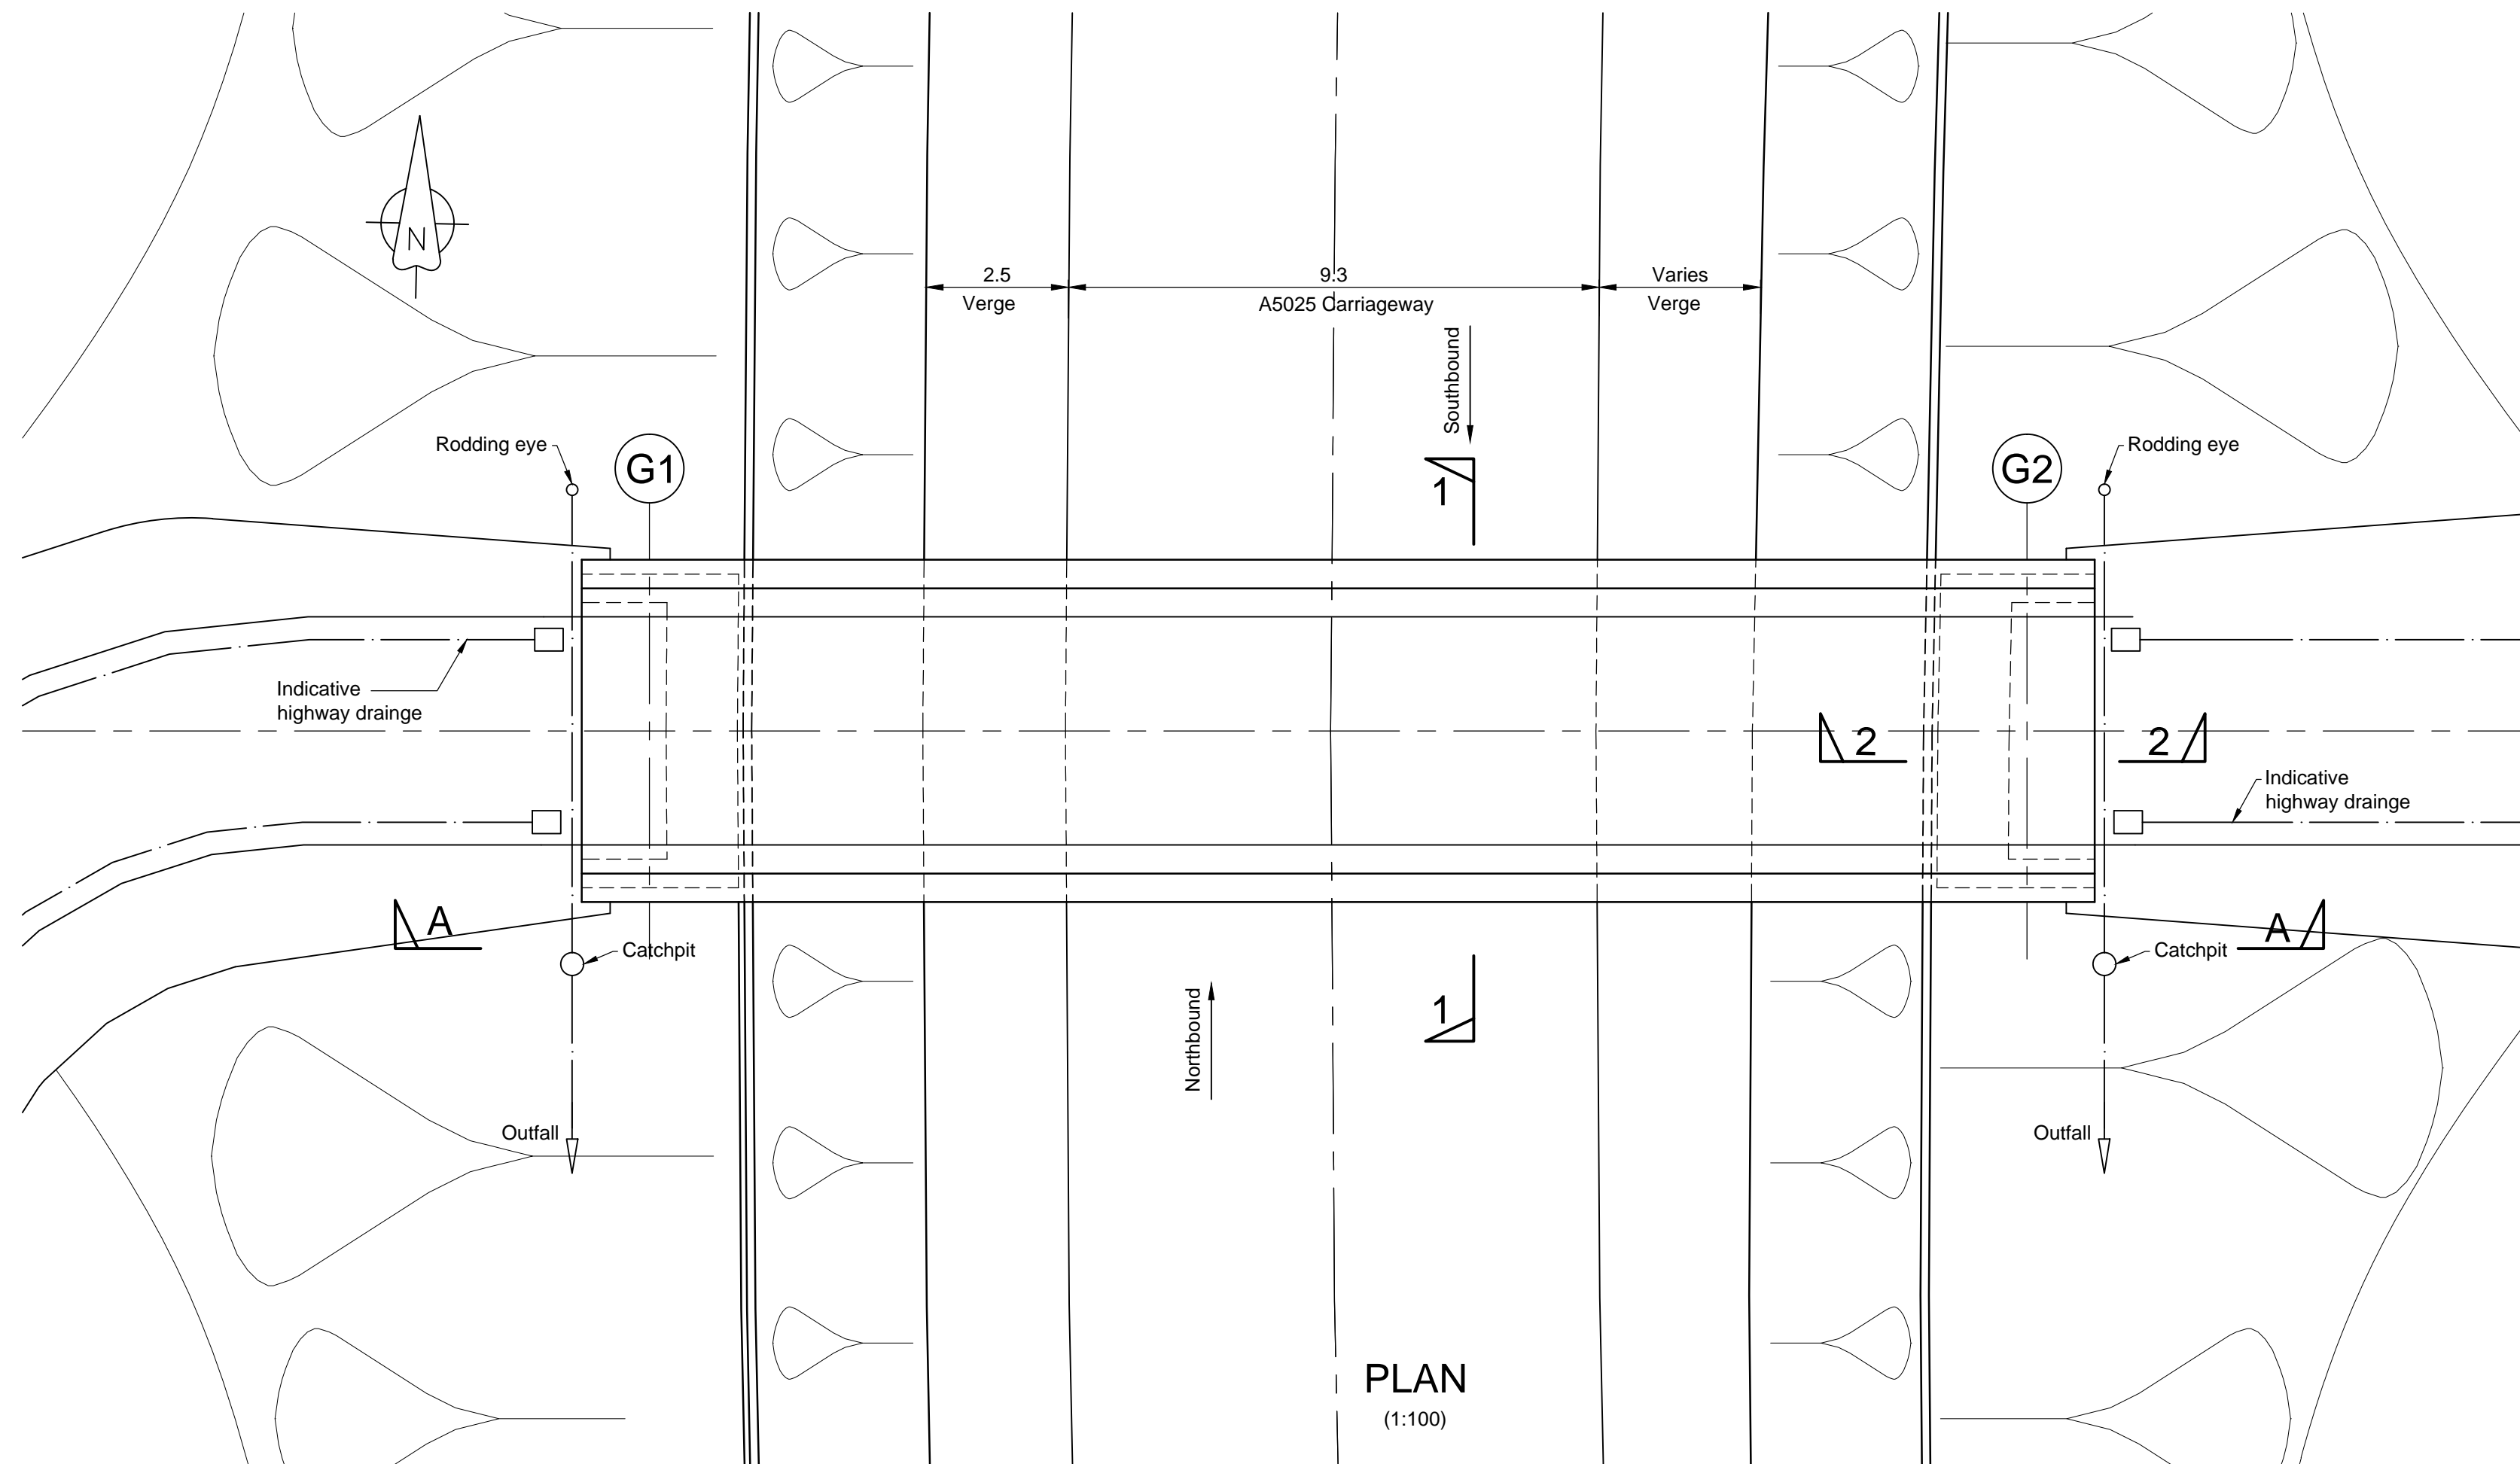 N
2.5
Verge
9.3
A5025 Carriageway
Varies
Verge
Southbound
Rodding eye
G1
1
G2
Rodding eye
Indicative
highway drainge
2
2
Indicative
highway drainge
A
Catchpit
A
Catchpit
Northbound
1
Outfall
Outfall
PLAN
(1:100)